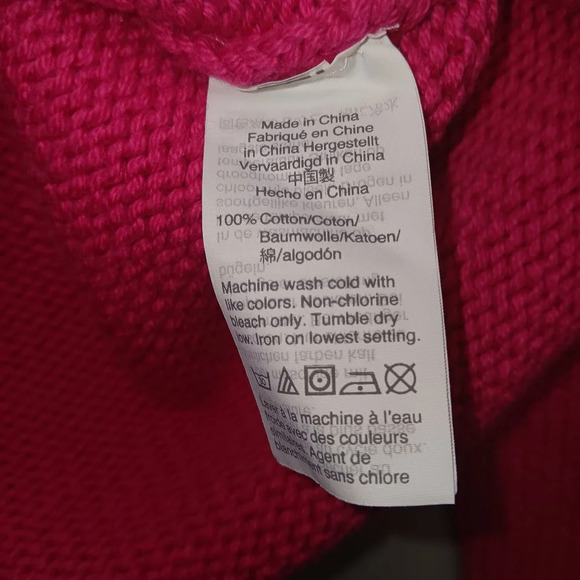 Made in China
Fabriqué en Chine
in China Hergestellt
Vervaardigd in China
中国製
Hecho en China
100% Cotton/Coton/
Baumwolle/Katoen/
綿/algodón
Machine wash cold with
like colors. Non-chlorine
bleach only. Tumble dry
low. Iron on lowest setting.
Laver à la machine à l'eau
froide avec des couleurs
similaires. Agent de
blanchiment sans chlore